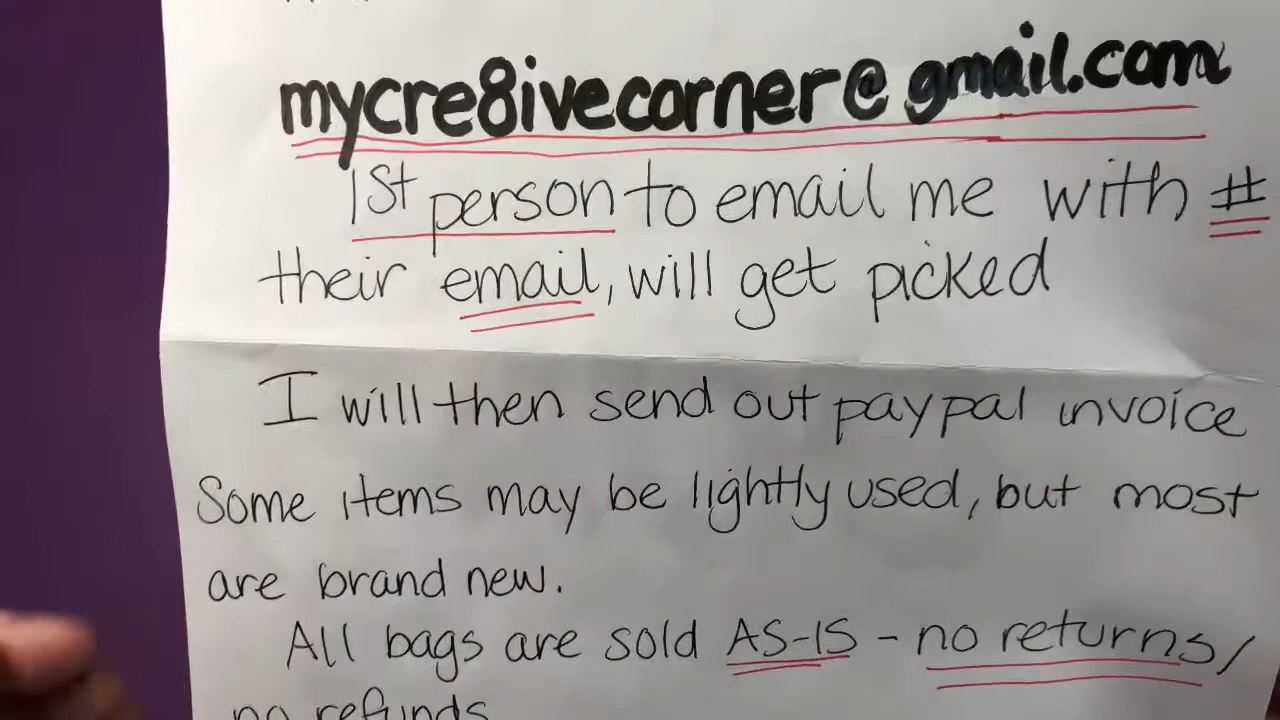 mycre8ivecorner@gmail.com
1st person to email me with #
their email, will get picked
I will then send out paypal invoice
Some items may be lightly used, but most
are brand new.
All bags are sold AS-IS - no returns/
no refunds